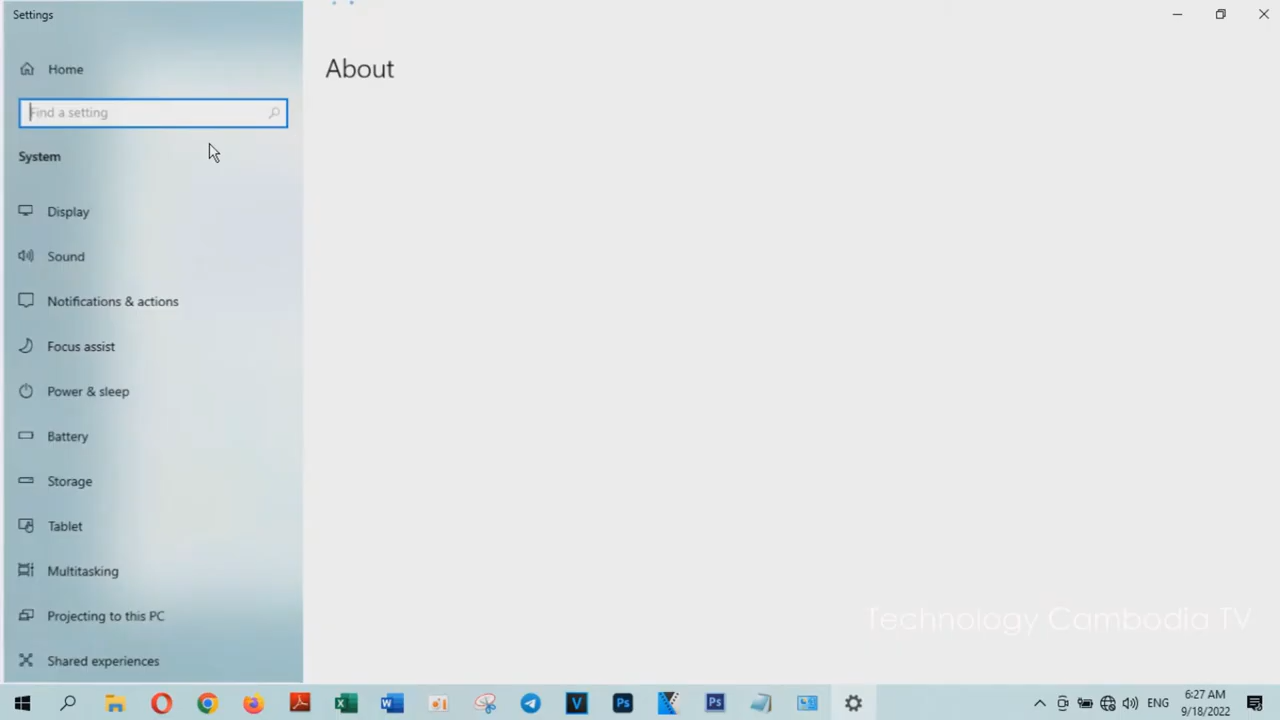 Settings
Home
Find a setting
System
Display
Sound
Notifications & actions
Focus assist
Power & sleep
Battery
Storage
Tablet
Multitasking
Projecting to this PC
Shared experiences
About
Technology Cambodia TV
ENG
6:27 AM
9/18/2022